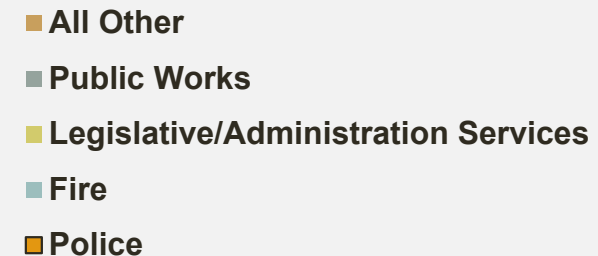 All Other
Public Works
Legislative/Administration Services
Fire
Police